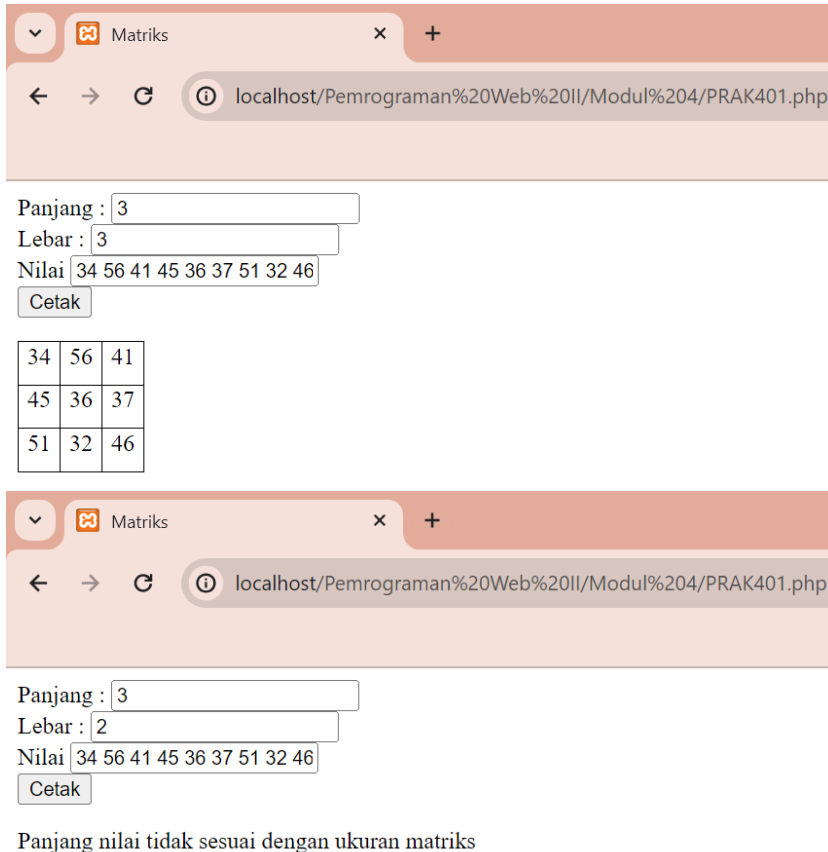 Matriks
localhost/Pemrograman%20Web%20II/Modul%204/PRAK401.php
Panjang : 3
Lebar : 3
Nilai 34 56 41 45 36 37 51 32 46
Cetak
34 56 41
45 36 37
51 32 46
Matriks
localhost/Pemrograman%20Web%20II/Modul%204/PRAK401.php
Panjang : 3
Lebar : 2
Nilai 34 56 41 45 36 37 51 32 46
Cetak
Panjang nilai tidak sesuai dengan ukuran matriks